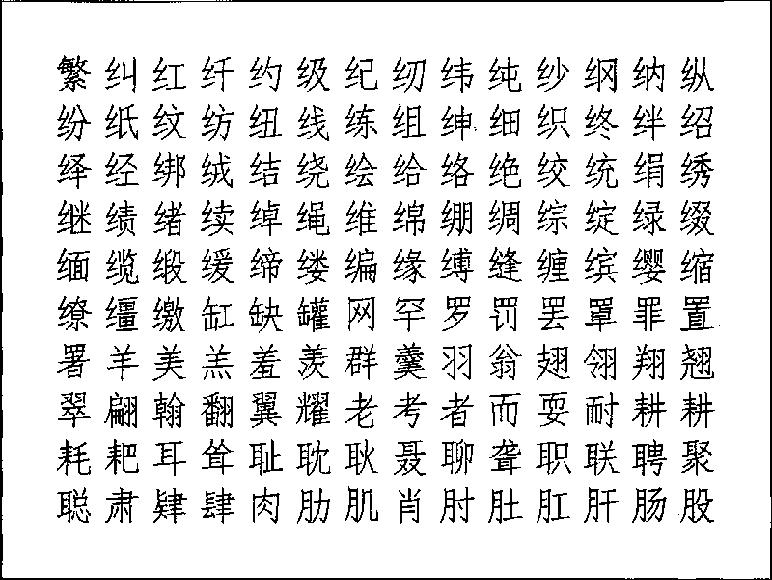 繁纠红纤约级纪纫纬纯纱纲纳纵
纷纸纹纺纽线练组绅细织终绊绍
绎经绑绒结绕绘给络绝绞统绢绣
继绩绪续绰绳维绵绷绸综绽绿缀
缅缆缎缓缔缕编缘缚缝缠缤缨缩
缭缰缴缸缺罐网罕罗罚罢罩罪置
署羊美羔羞羡群羹羽翁翅翎翔翘
翠翩翰翻翼耀老考者而耍耐耕耕
耗耙耳耸耻耽耿聂聊聋职联聘聚
聪肃肄肆肉肋肌肖肘肚肛肝肠股